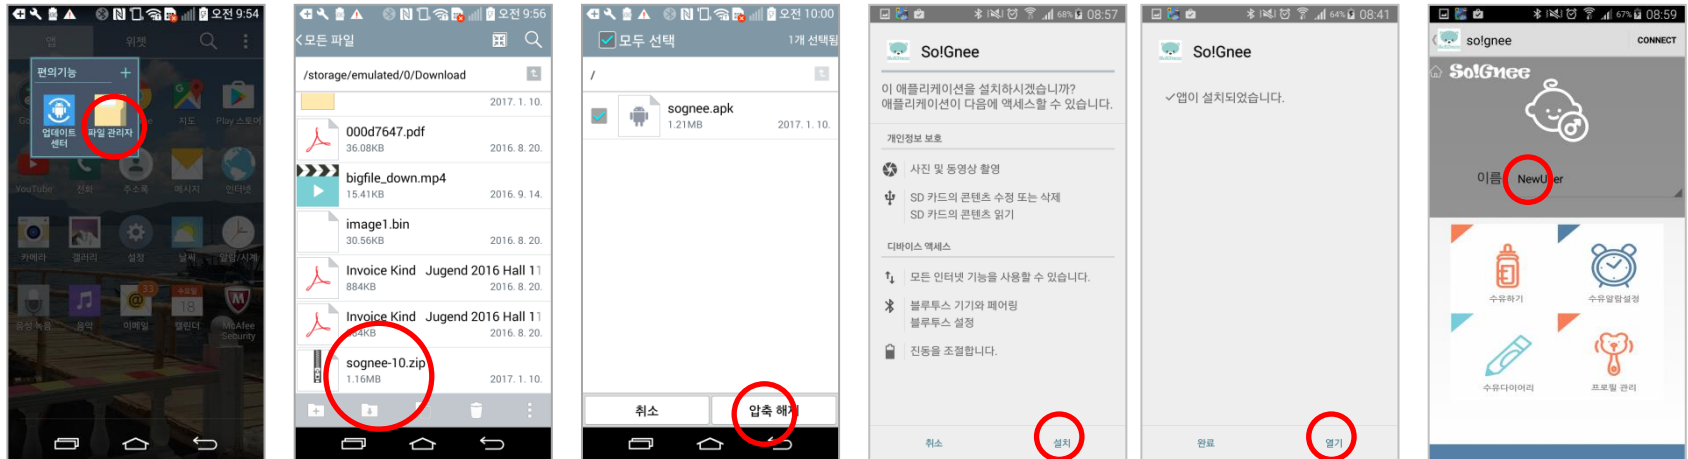 오전 9:54
앱
위젯
편의기능
업데이트
센터
파일 관리자
지도
Play 스토어
YouTube
전화
주소록
메시지
인터넷
카메라
갤러리
설정
날씨
알람/시계
33
18
음성 녹음
음악
이메일
캘린더
McAfee
Security
오전 9:56
모든 파일
/storage/emulated/0/Download
2017. 1. 10.
000d7647.pdf
36.08KB
2016. 8. 20.
bigfile_down.mp4
15.41KB
2016. 9. 14.
image1.bin
30.56KB
2016. 8. 20.
Invoice Kind Jugend 2016 Hall 11
884KB
2016. 8. 20.
Invoice Kind Jugend 2016 Hall 11
884KB
2016. 8. 20.
sognee-10.zip
1.16MB
2017. 1. 10.
오전 10:00
모두 선택
1개 선택됨
/
sognee.apk
1.21MB
2017. 1. 10.
취소
압축 해제
68% 08:57
So!Gnee
이 애플리케이션을 설치하시겠습니까?
애플리케이션이 다음에 액세스할 수 있습니다.
개인정보 보호
사진 및 동영상 촬영
SD 카드의 콘텐츠 수정 또는 삭제
SD 카드의 콘텐츠 읽기
디바이스 액세스
모든 인터넷 기능을 사용할 수 있습니다.
블루투스 기기와 페어링
블루투스 설정
진동을 조절합니다.
취소
설치
64% 08:41
So!Gnee
앱이 설치되었습니다.
완료
열기
67% 08:59
so!gnee
CONNECT
So!Gnee
이름
NewUser
수유하기
수유알람설정
수유다이어리
프로필 관리